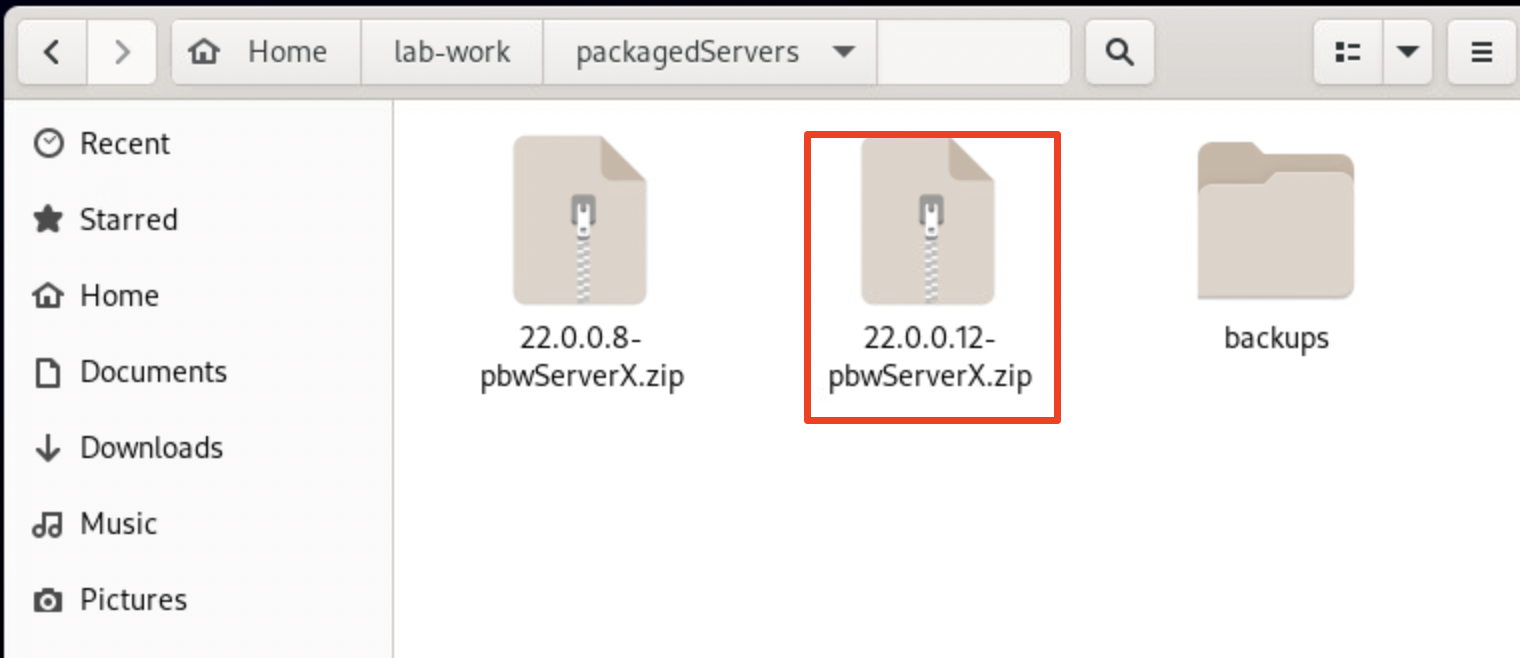 Home lab-work packagedServers
Recent
Starred
Home
Documents
Downloads
Music
Pictures
22.0.0.8-
pbwServerX.zip
22.0.0.12-
pbwServerX.zip
backups